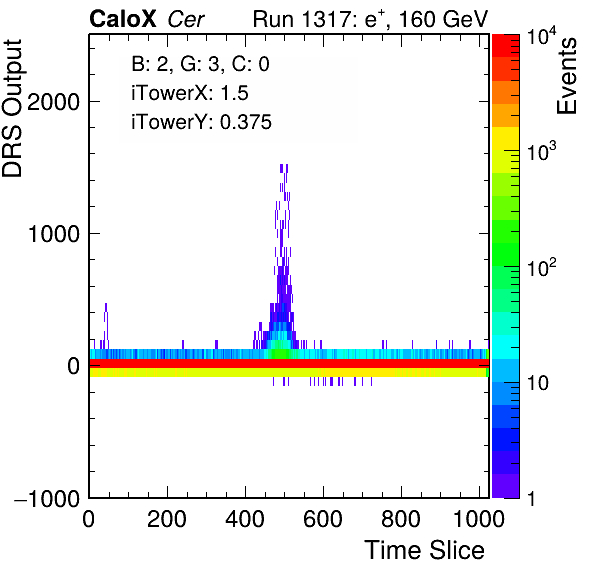 CaloX Cer Run 1317: e⁺, 160 GeV
B: 2, G: 3, C: 0
iTowerX: 1.5
iTowerY: 0.375
DRS Output
2000
1000
0
−1000
0 200 400 600 800 1000
Time Slice
Events
10⁴
10³
10²
10
1